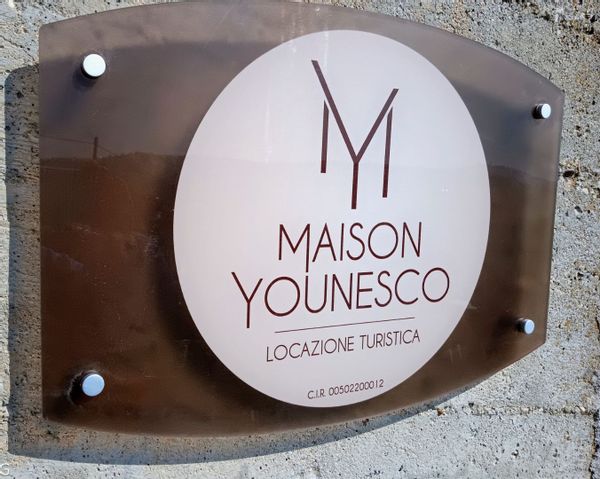 MAISON
YOUNESCO
LOCAZIONE TURISTICA
C.I.R. 00502200012